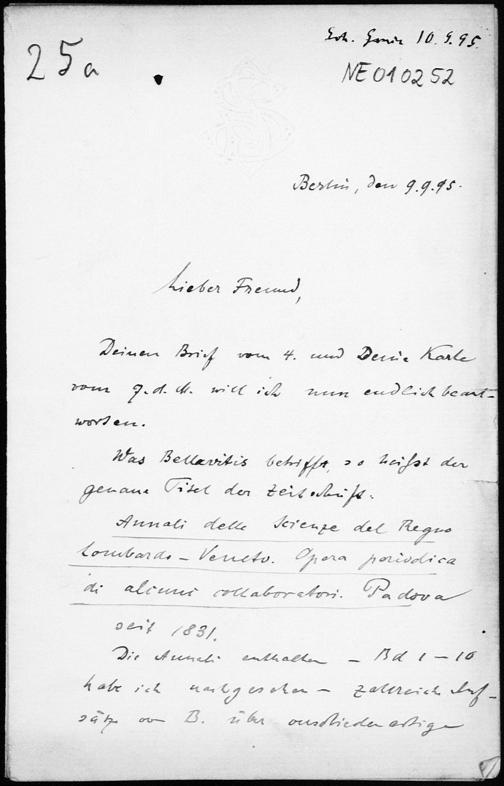 10.9.95
25a
NE010252
Berlin, den 9.9.95.
Lieber Freund,
Deinen Brief vom 4. und Deine Karte
vom 7. d. M. will ich nun endlich beant-
worten.
Was Bellavitis betrifft, so heißt der
genaue Titel der Zeitschrift:
Annali delle Scienze del Regno
Lombardo-Veneto. Opera periodica
di alcuni collaboratori. Padova
seit 1831.
Die Annali enthalten – Bd 1–10
habe ich nachgesehen – zahlreiche Auf-
sätze von B. über verschiedenartige